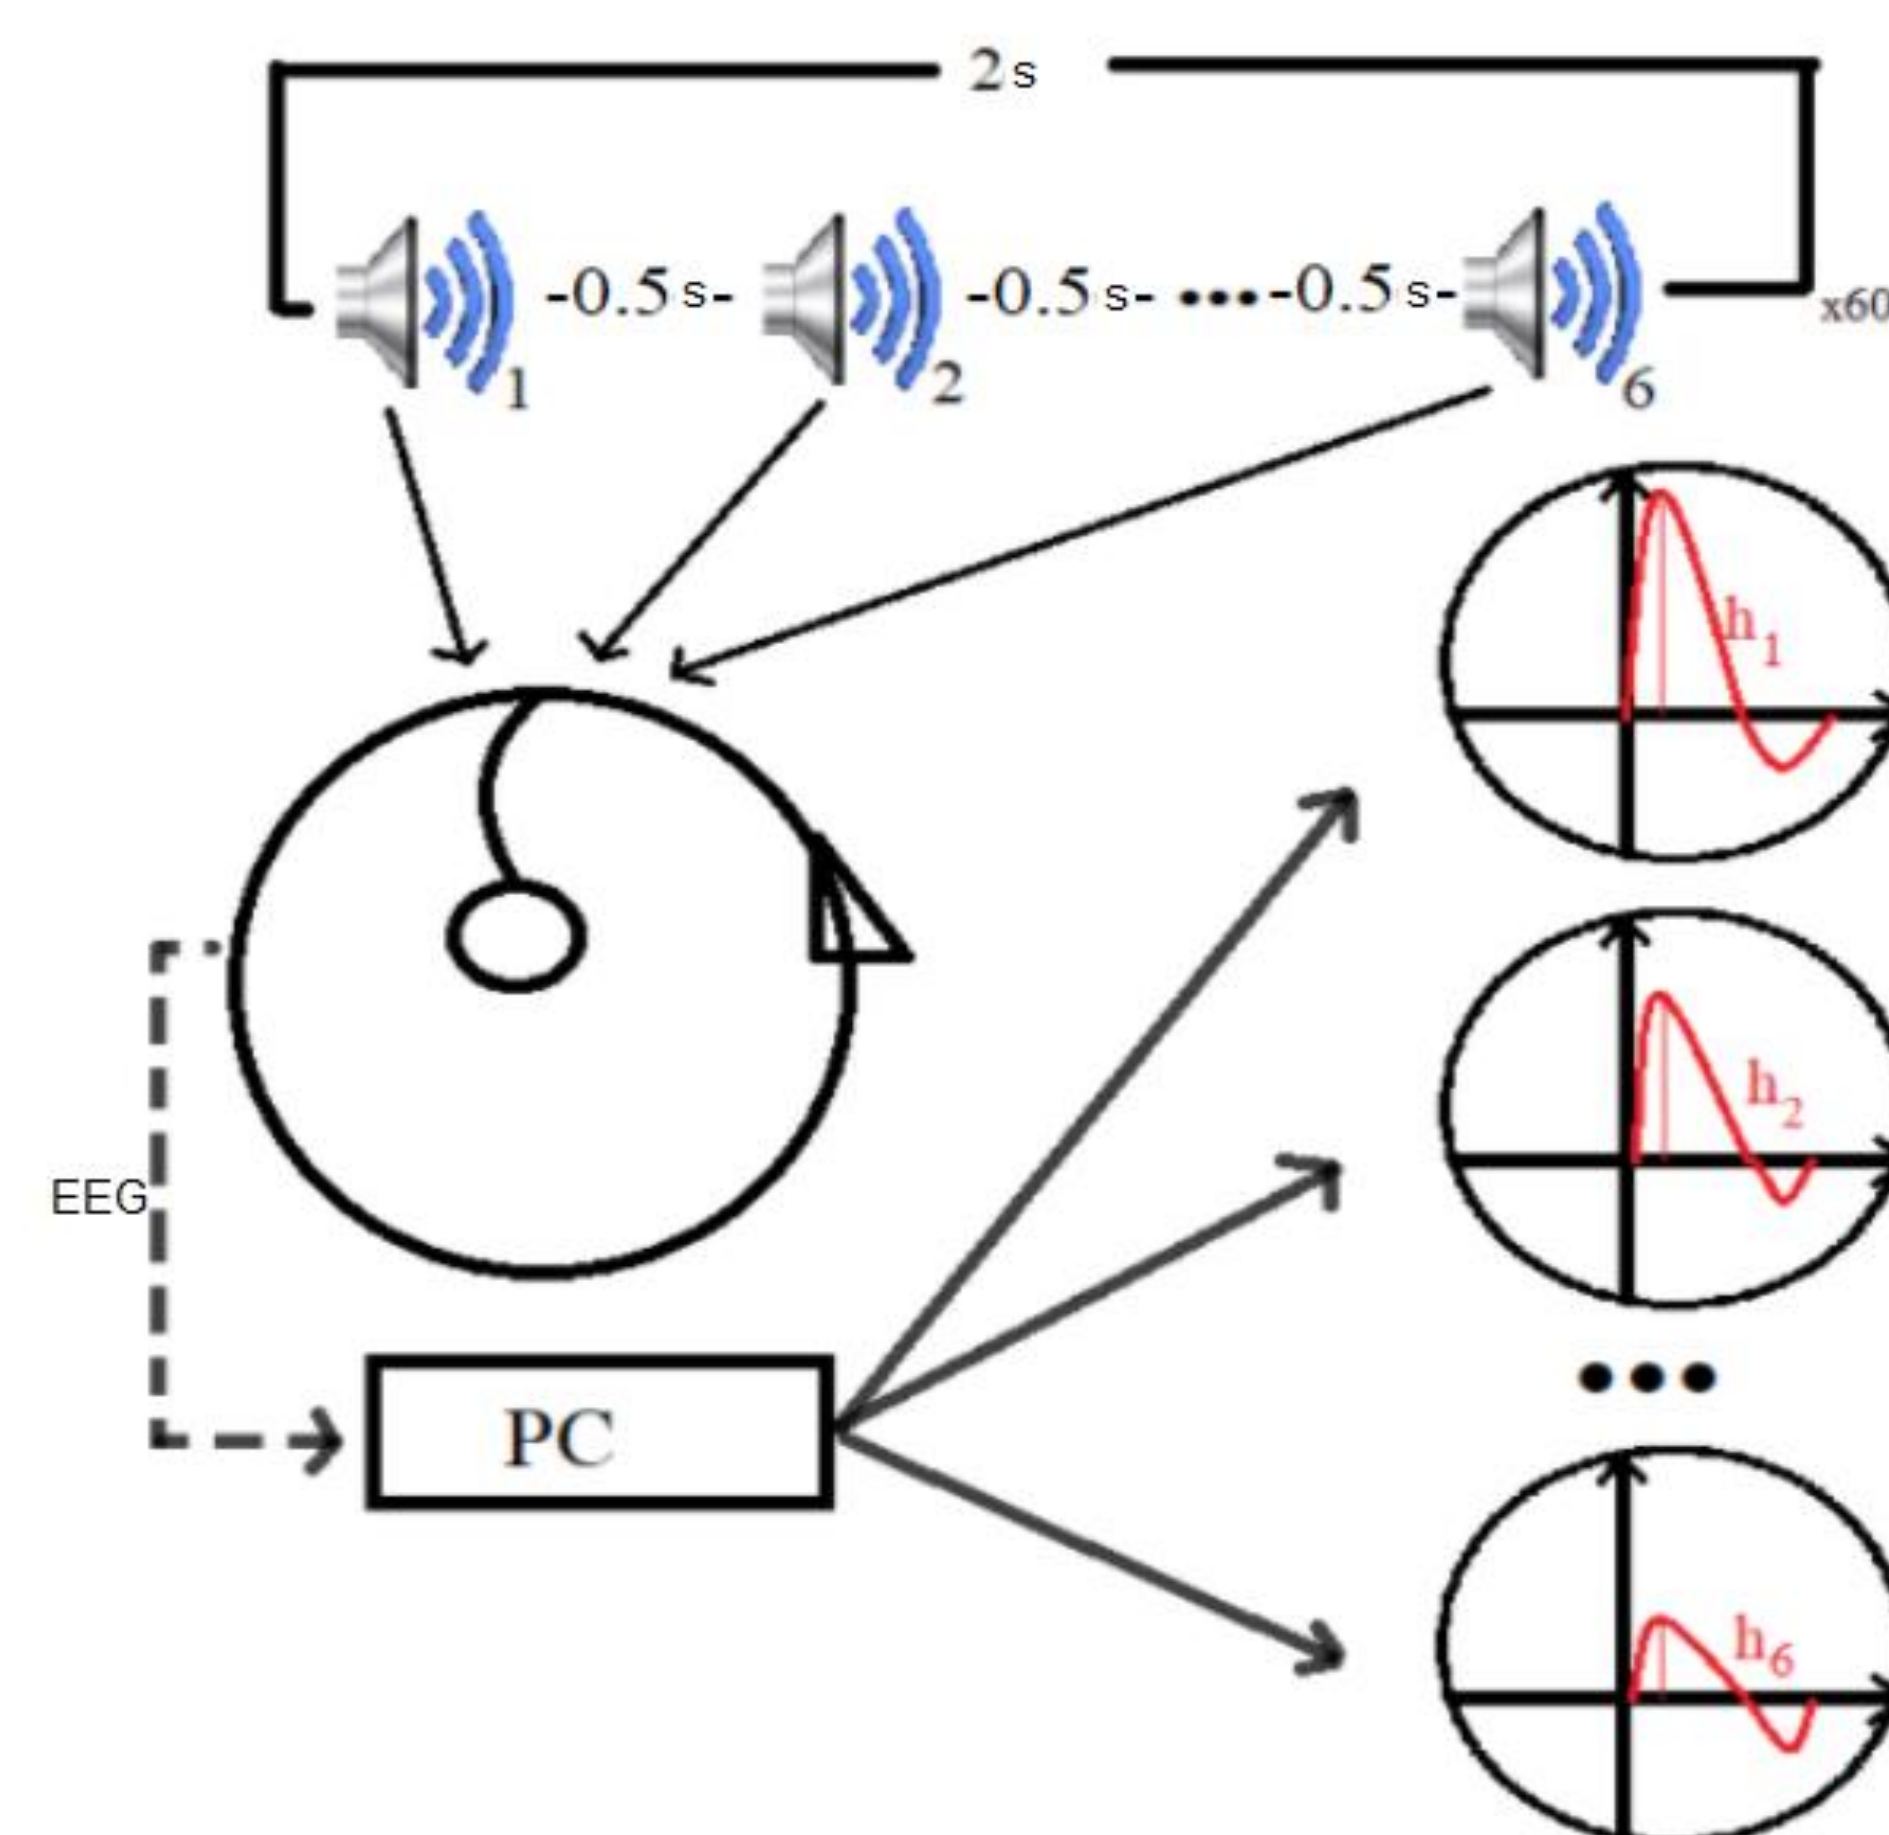 2s
-0.5s- -0.5s- ••• -0.5s-
x60
1 2 6
h1
h2
EEG
•••
PC
h6